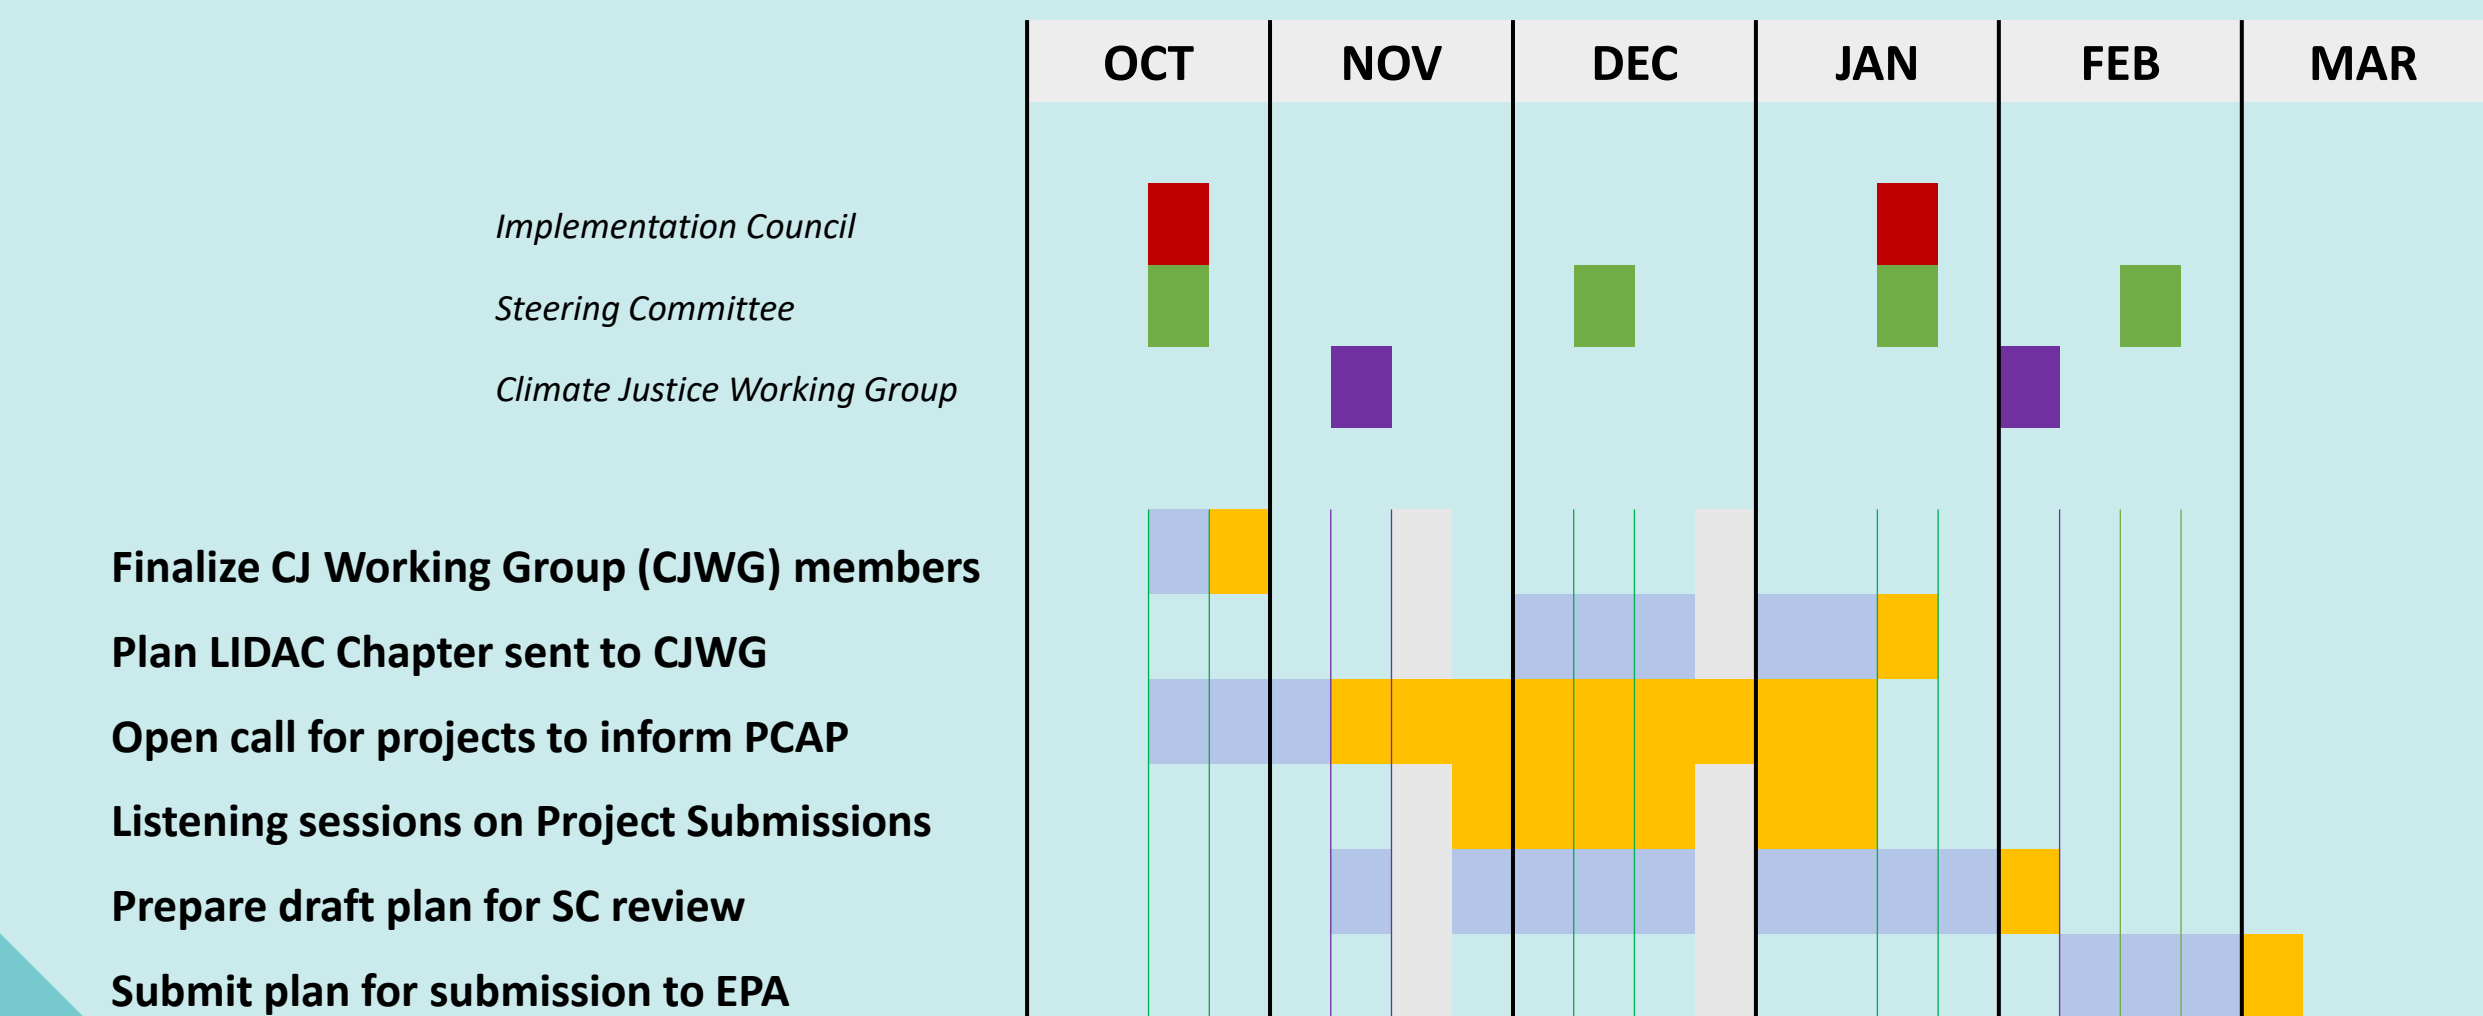 OCT NOV DEC JAN FEB MAR
Implementation Council
Steering Committee
Climate Justice Working Group
Finalize CJ Working Group (CJWG) members
Plan LIDAC Chapter sent to CJWG
Open call for projects to inform PCAP
Listening sessions on Project Submissions
Prepare draft plan for SC review
Submit plan for submission to EPA